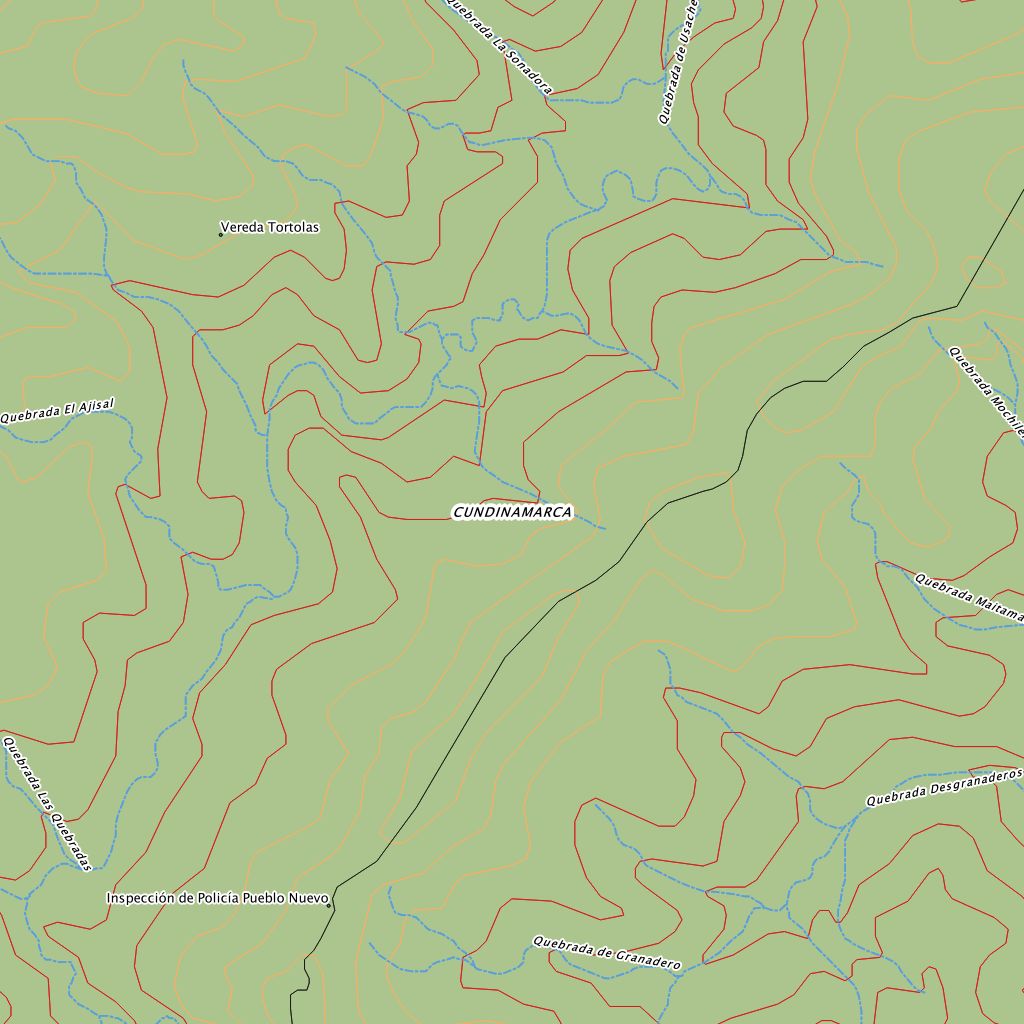 Quebrada La Sonadora
Quebrada de Usache
Vereda Tortolas
Quebrada El Ajisal
Quebrada Mochile
CUNDINAMARCA
Quebrada Maitama
Quebrada Las Quebradas
Quebrada Desgranaderos
Inspección de Policía Pueblo Nuevo
Quebrada de Granadero